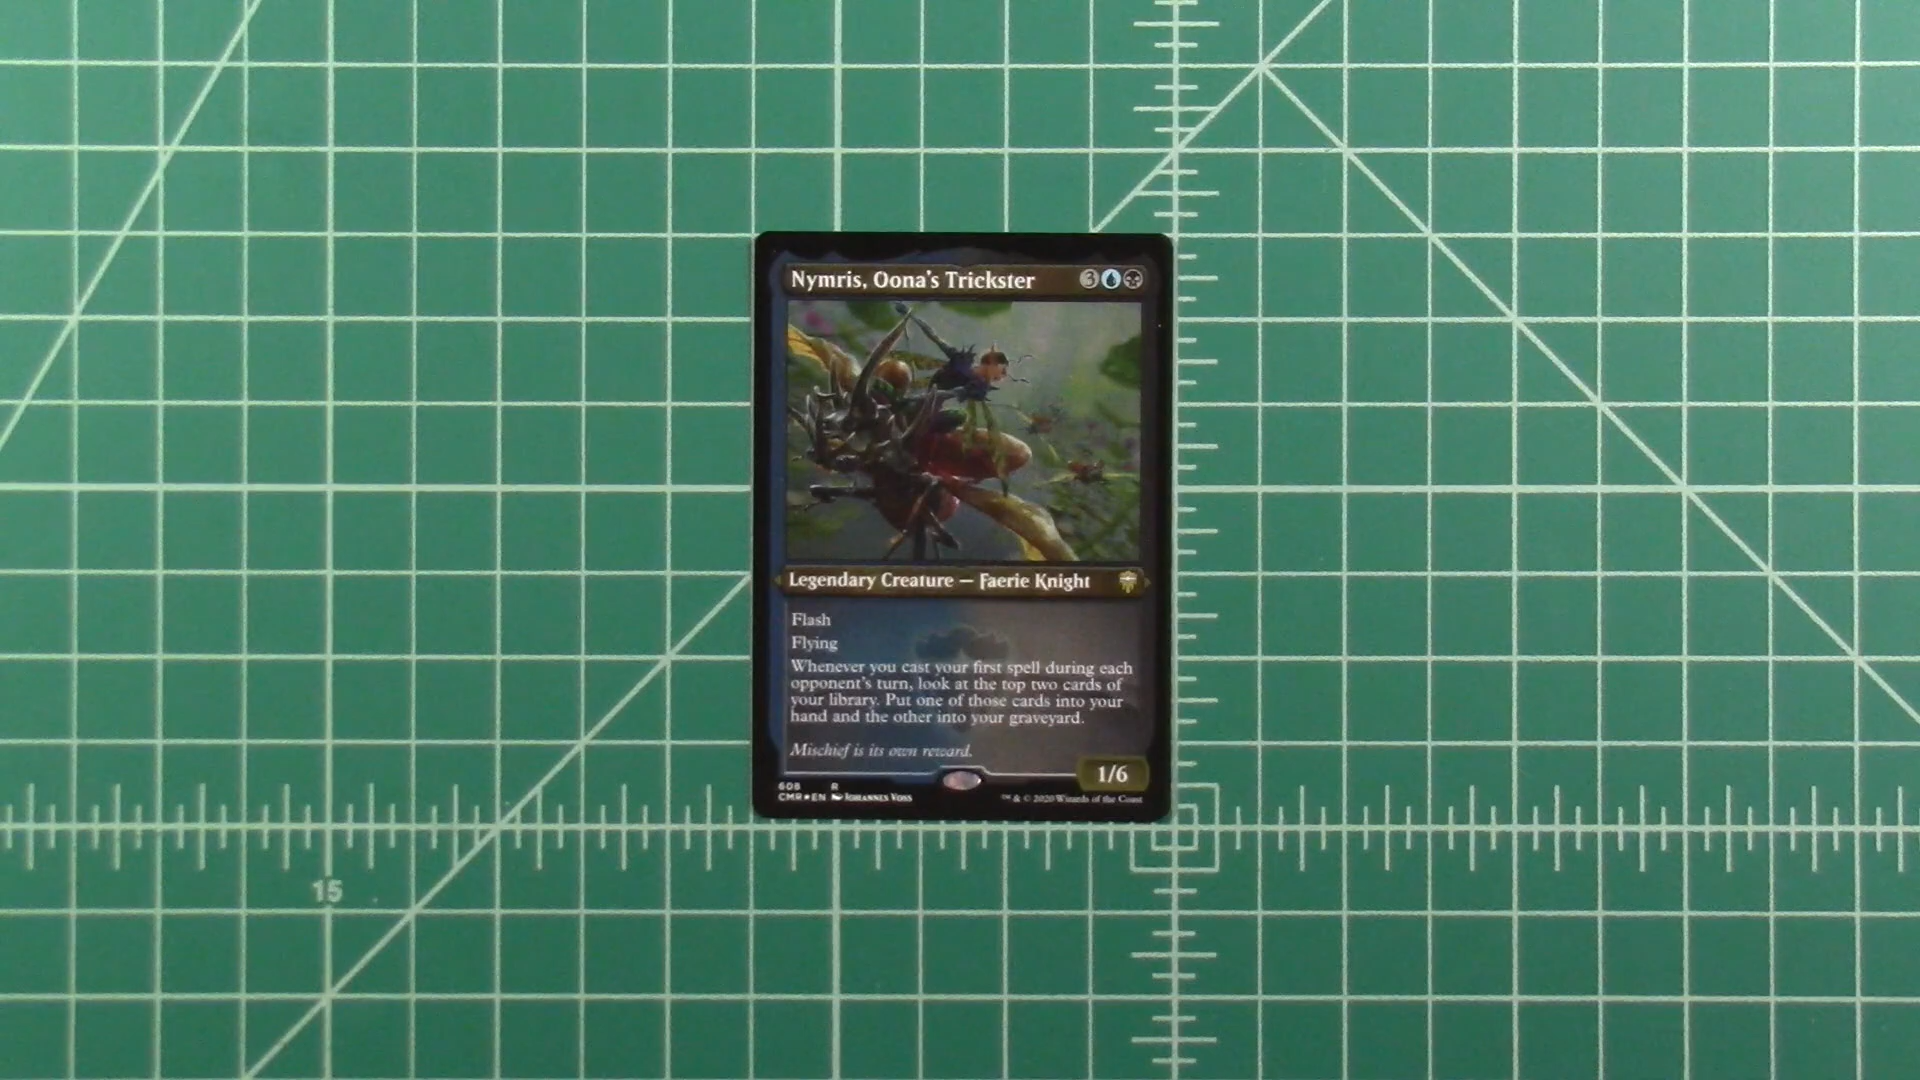 Nymris, Oona's Trickster 3
Legendary Creature — Faerie Knight
Flash
Flying
Whenever you cast your first spell during each
opponent's turn, look at the top two cards of
your library. Put one of those cards into your
hand and the other into your graveyard.
Mischief is its own reward.
1/6
608 R
CMR★EN Johannes Voss
™ & © 2020 Wizards of the Coast
15